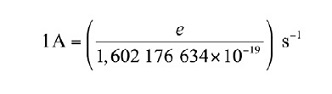 1 A = ( e / 1,602 176 634×10⁻¹⁹ ) s⁻¹